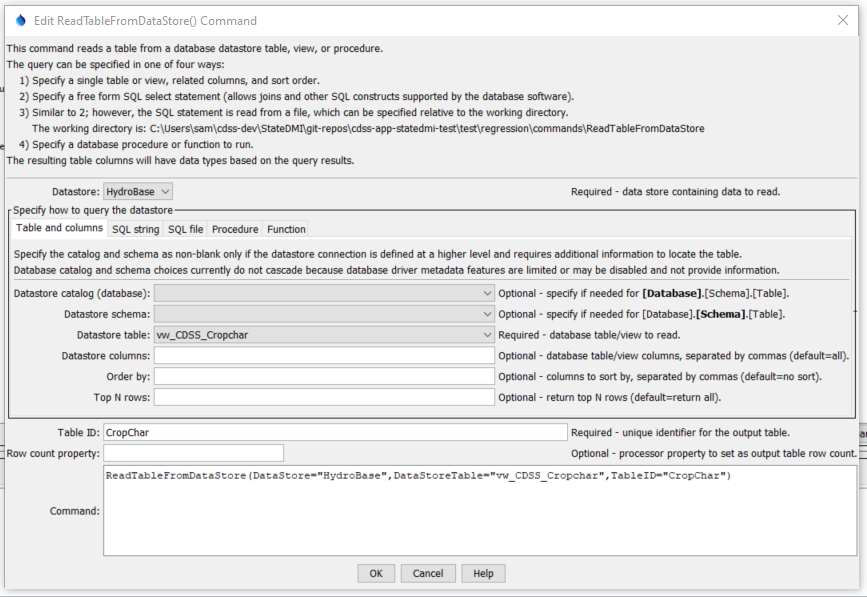 Edit ReadTableFromDataStore() Command
This command reads a table from a database datastore table, view, or procedure.
The query can be specified in one of four ways:
1) Specify a single table or view, related columns, and sort order.
2) Specify a free form SQL select statement (allows joins and other SQL constructs supported by the database software).
3) Similar to 2; however, the SQL statement is read from a file, which can be specified relative to the working directory.
The working directory is: C:\Users\sam\cdss-dev\StateDMI\git-repos\cdss-app-statedmi-test\test\regression\commands\ReadTableFromDataStore
4) Specify a database procedure or function to run.
The resulting table columns will have data types based on the query results.
Datastore: HydroBase Required - data store containing data to read.
Specify how to query the datastore
Table and columns SQL string SQL file Procedure Function
Specify the catalog and schema as non-blank only if the datastore connection is defined at a higher level and requires additional information to locate the table.
Database catalog and schema choices currently do not cascade because database driver metadata features are limited or may be disabled and not provide information.
Datastore catalog (database): Optional - specify if needed for [Database].[Schema].[Table].
Datastore schema: Optional - specify if needed for [Database].[Schema].[Table].
Datastore table: vw_CDSS_Cropchar Required - database table/view to read.
Datastore columns: Optional - database table/view columns, separated by commas (default=all).
Order by: Optional - columns to sort by, separated by commas (default=no sort).
Top N rows: Optional - return top N rows (default=return all).
Table ID: CropChar Required - unique identifier for the output table.
Row count property: Optional - processor property to set as output table row count.
Command: ReadTableFromDataStore(DataStore="HydroBase",DataStoreTable="vw_CDSS_Cropchar",TableID="CropChar")
OK Cancel Help